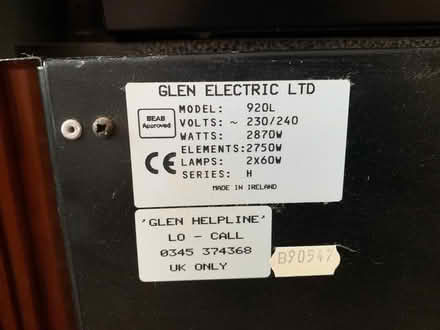 GLEN ELECTRIC LTD
BEAB
Approved
MODEL: 920L
VOLTS: ~ 230/240
WATTS: 2870W
ELEMENTS:2750W
CE LAMPS: 2x60W
SERIES: H
MADE IN IRELAND
'GLEN HELPLINE'
LO - CALL
0345 374368
UK ONLY
B90547